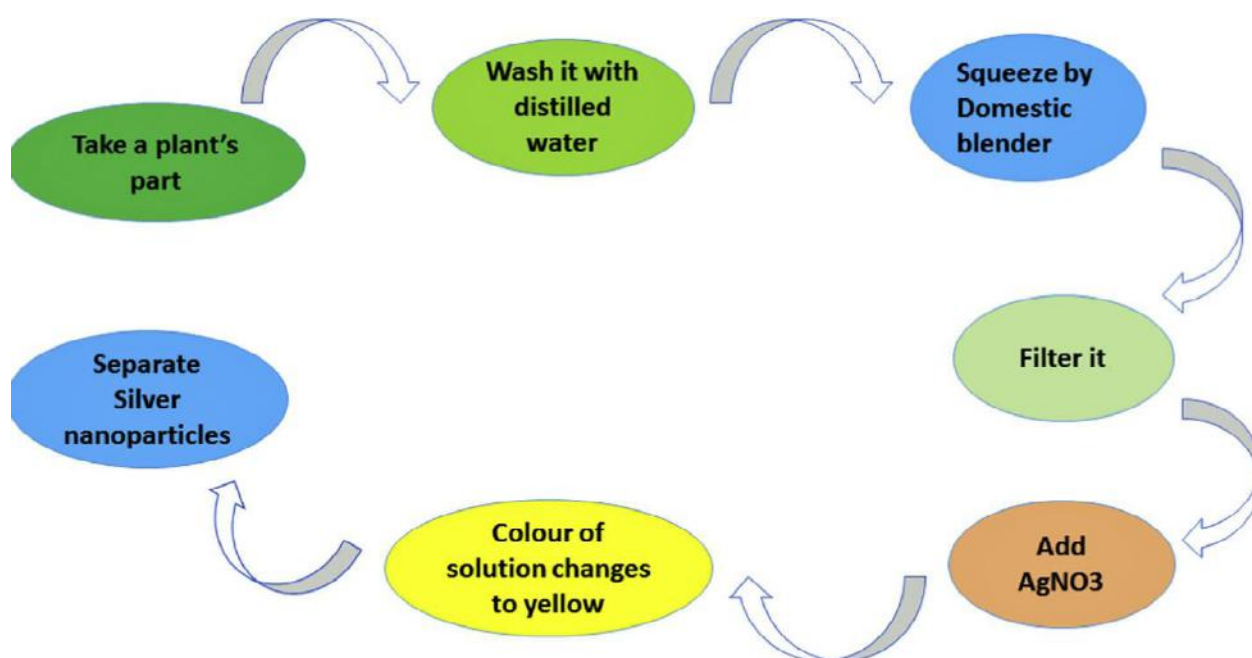 Take a plant's
part
Wash it with
distilled
water
Squeeze by
Domestic
blender
Filter it
Add
AgNO3
Colour of
solution changes
to yellow
Separate
Silver
nanoparticles